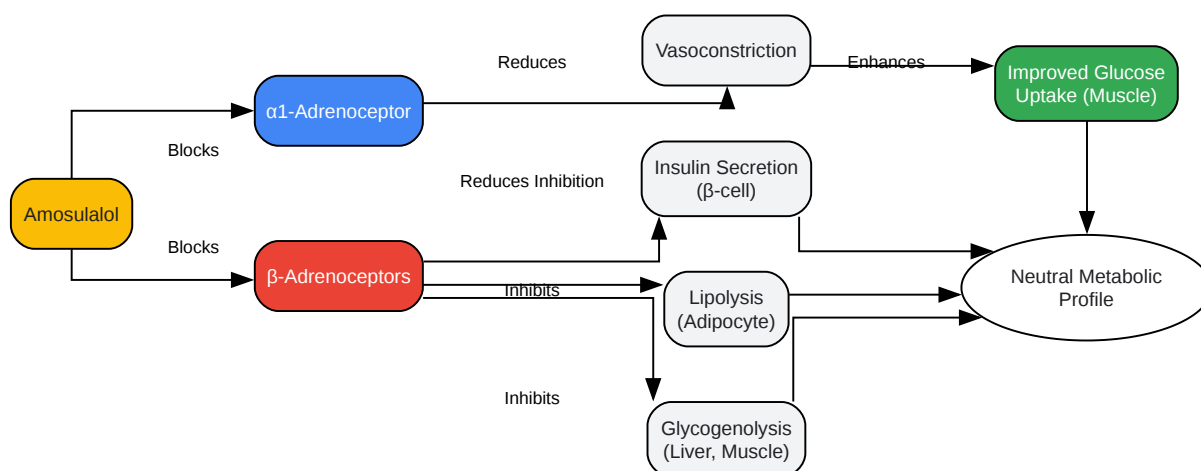 Vasoconstriction
Reduces
Enhances
Improved Glucose
Uptake (Muscle)
α1-Adrenoceptor
Blocks
Insulin Secretion
(β-cell)
Reduces Inhibition
Amosulalol
Blocks
β-Adrenoceptors
Inhibits
Lipolysis
(Adipocyte)
Neutral Metabolic
Profile
Inhibits
Glycogenolysis
(Liver, Muscle)